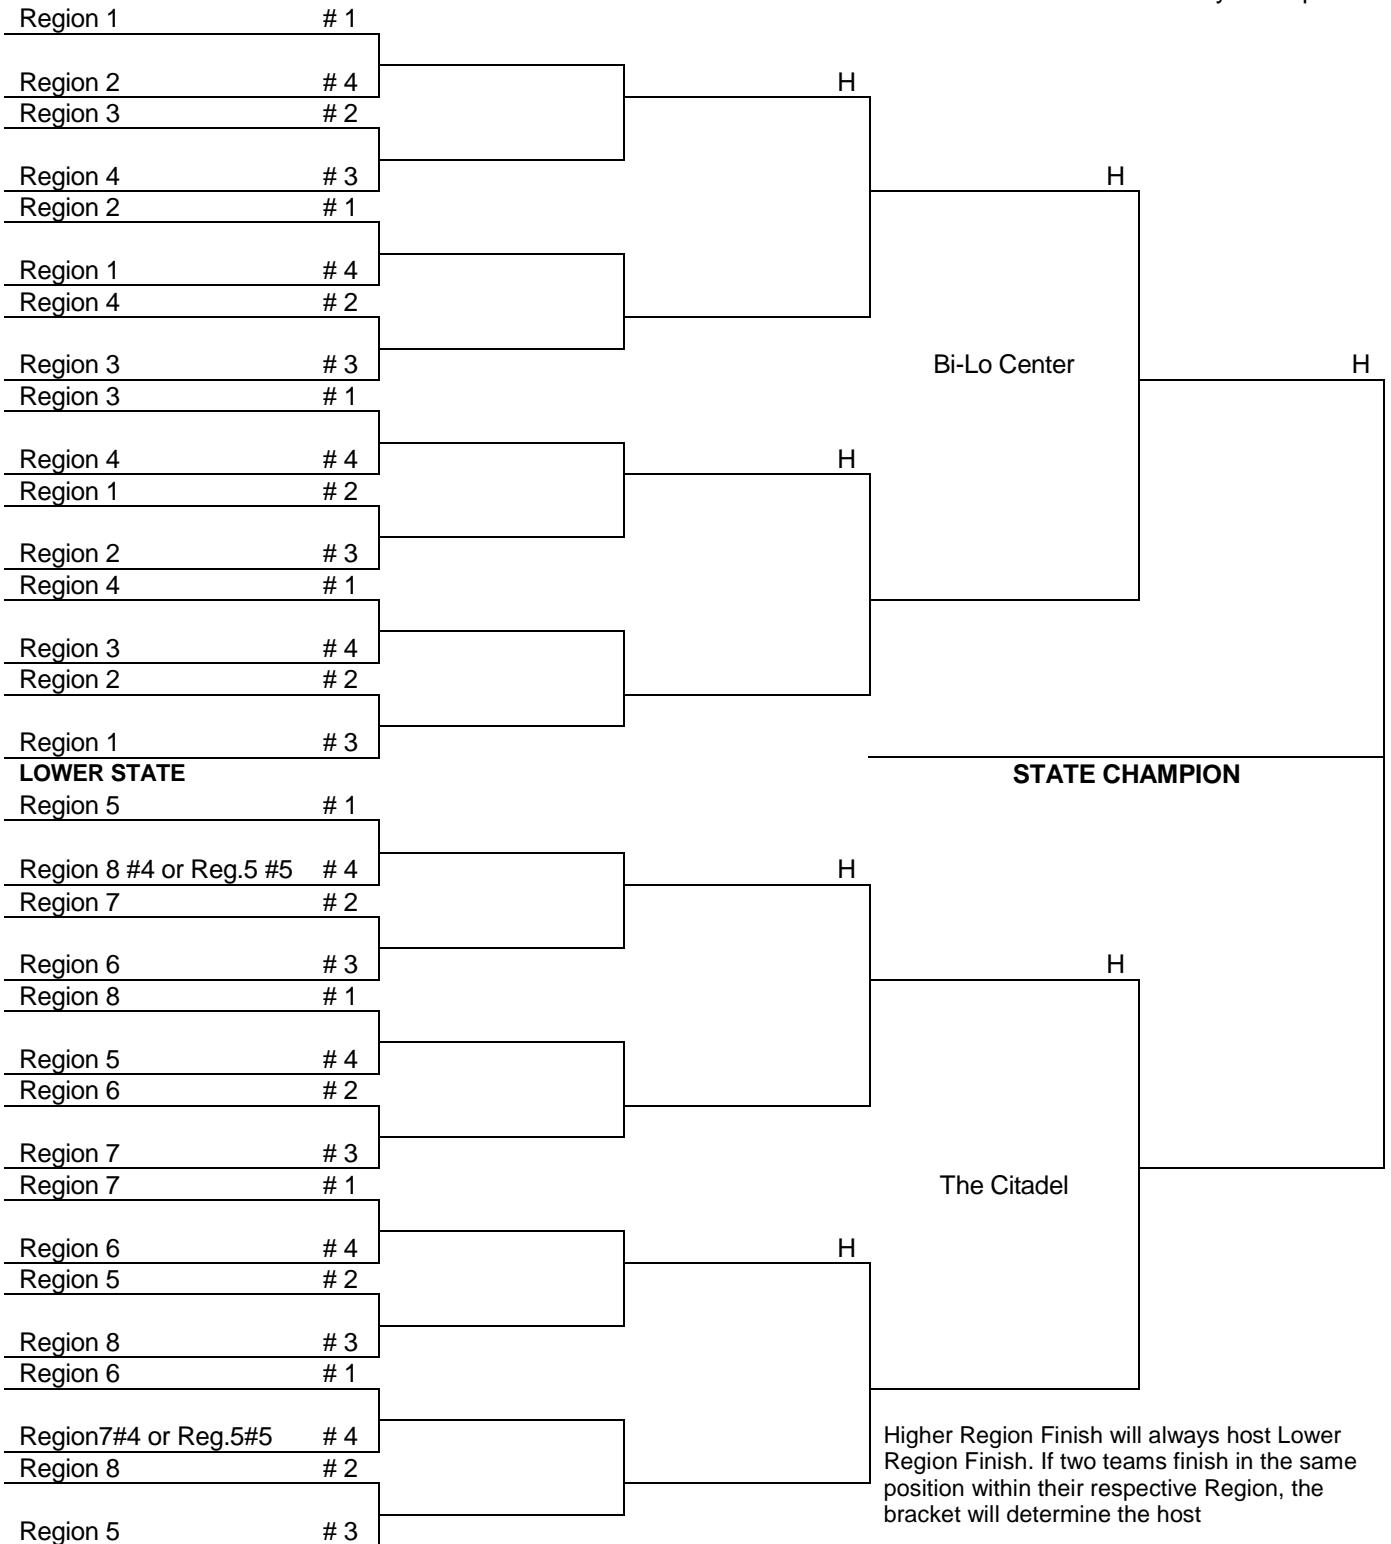 Region 1 # 1
Region 2 # 4 H
Region 3 # 2
Region 4 # 3 H
Region 2 # 1
Region 1 # 4
Region 4 # 2
Region 3 # 3 Bi-Lo Center H
Region 3 # 1
Region 4 # 4 H
Region 1 # 2
Region 2 # 3
Region 4 # 1
Region 3 # 4
Region 2 # 2
Region 1 # 3
LOWER STATE STATE CHAMPION
Region 5 # 1
Region 8 #4 or Reg.5 #5 # 4 H
Region 7 # 2
Region 6 # 3 H
Region 8 # 1
Region 5 # 4
Region 6 # 2
Region 7 # 3
Region 7 # 1 The Citadel
Region 6 # 4 H
Region 5 # 2
Region 8 # 3
Region 6 # 1
Region7#4 or Reg.5#5 # 4
Region 8 # 2
Region 5 # 3
Higher Region Finish will always host Lower
Region Finish. If two teams finish in the same
position within their respective Region, the
bracket will determine the host